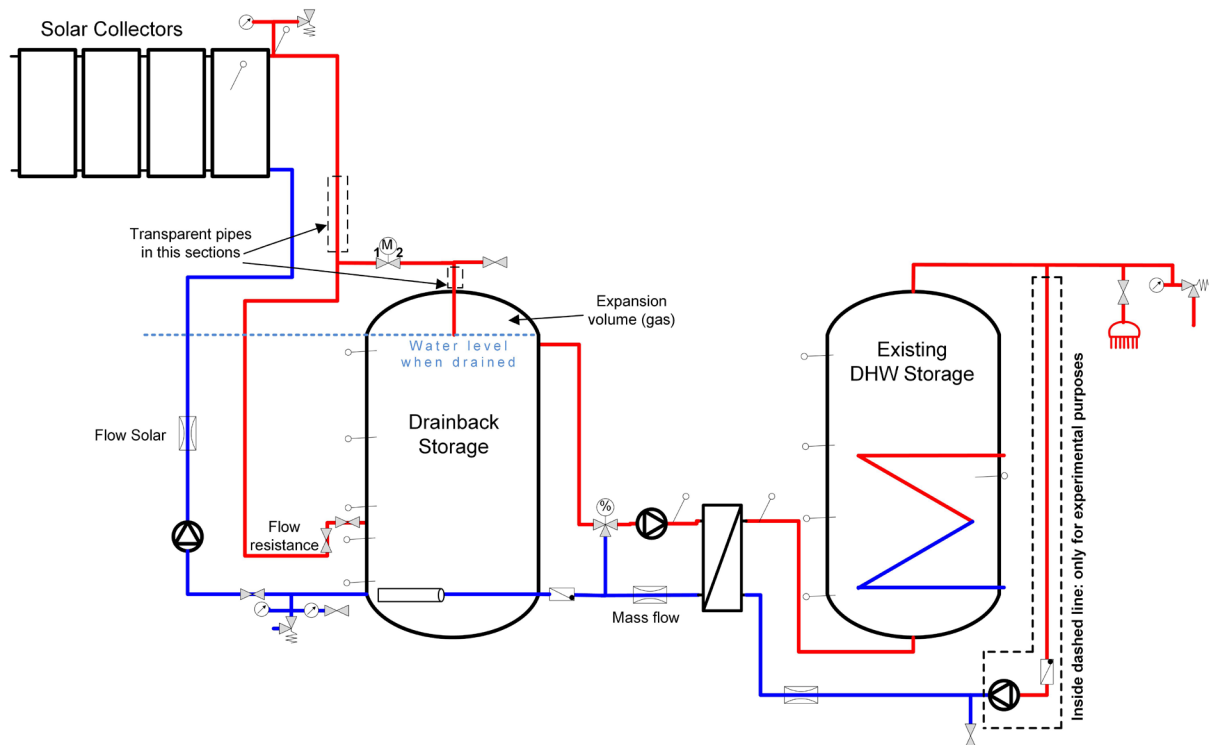 Solar Collectors
Transparent pipes
in this sections
1 M 2
Expansion
volume (gas)
Water level
when drained
Existing
DHW Storage
Drainback
Storage
Flow Solar
%
Flow
resistance
Mass flow
Inside dashed line: only for experimental purposes